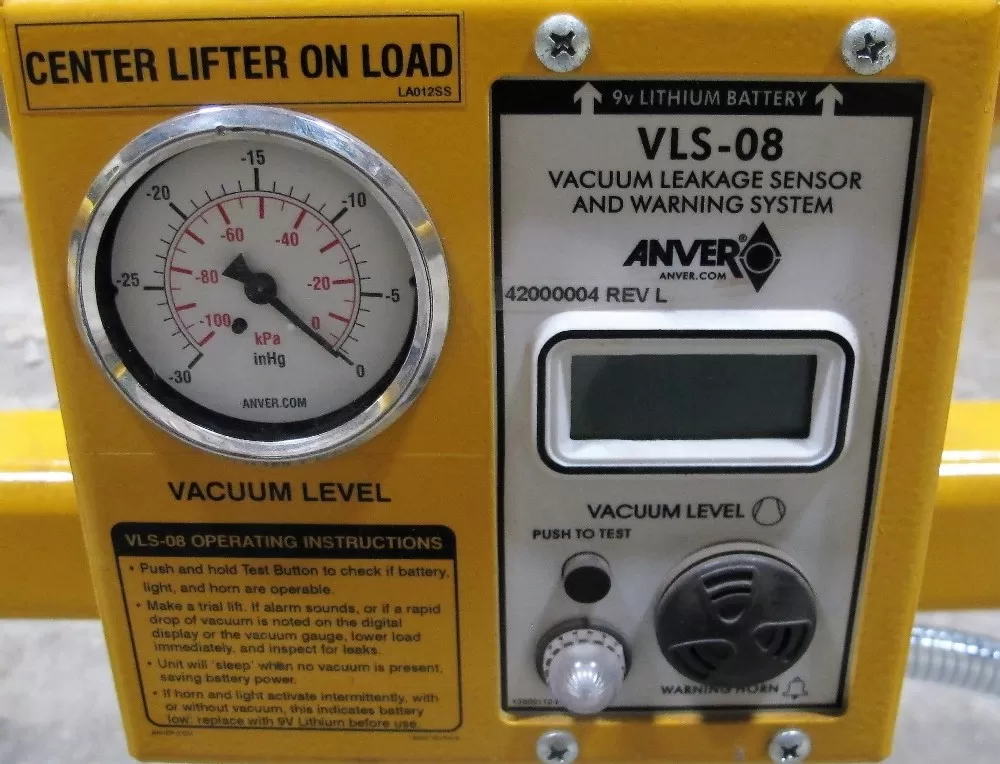 CENTER LIFTER ON LOAD
LA012SS
-15
-20
-10
-60
-40
-25
-80
-20
-5
-100
0
kPa
inHg
-30
0
ANVER.COM
VACUUM LEVEL
VLS-08 OPERATING INSTRUCTIONS
• Push and hold Test Button to check if battery,
light, and horn are operable.
• Make a trial lift. If alarm sounds, or if a rapid
drop of vacuum is noted on the digital
display or the vacuum gauge, lower load
immediately, and inspect for leaks.
• Unit will 'sleep' when no vacuum is present,
saving battery power.
• If horn and light activate intermittently, with
or without vacuum, this indicates battery
low: replace with 9V Lithium before use
ANVER.COM
9v LITHIUM BATTERY
VLS-08
VACUUM LEAKAGE SENSOR
AND WARNING SYSTEM
ANVER®
ANVER.COM
42000004 REV L
VACUUM LEVEL
PUSH TO TEST
WARNING HORN